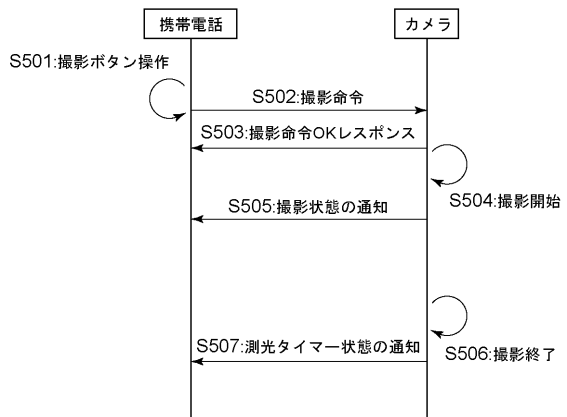 携帯電話
カメラ
S501:撮影ボタン操作
S502:撮影命令
S503:撮影命令OKレスポンス
S504:撮影開始
S505:撮影状態の通知
S506:撮影終了
S507:測光タイマー状態の通知